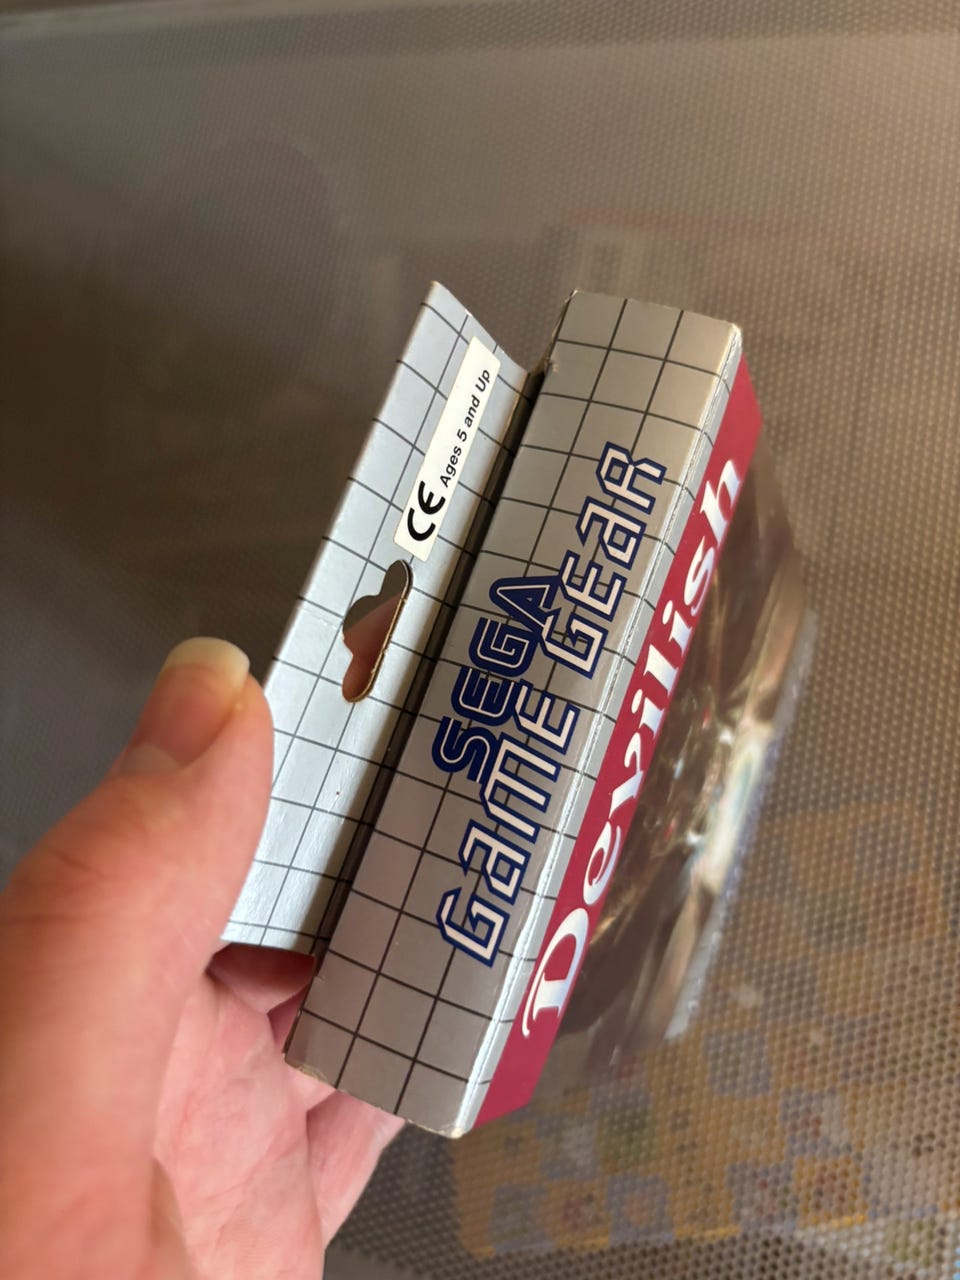 CE Ages 5 and Up
SEGA
GAME GEAR
Devilish